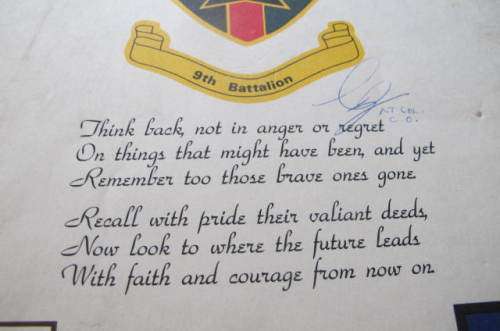 9th Battalion
LT COL.
C.O.
Think back, not in anger or regret
On things that might have been, and yet
Remember too those brave ones gone
Recall with pride their valiant deeds,
Now look to where the future leads
With faith and courage from now on.